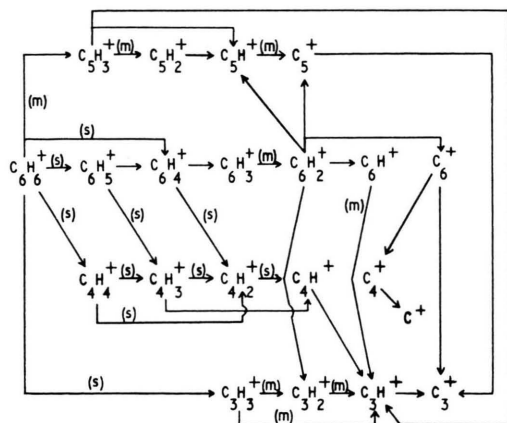 C₅H₃⁺ (m) C₅H₂⁺ C₅H⁺ (m) C₅⁺
(m)
(s)
C₆H₆⁺ (s) C₆H₅⁺ C₆H₄⁺ C₆H₃⁺ (m) C₆H₂⁺ C₆H⁺ C₆⁺
(s) (s) (s) (m)
C₄H₄⁺ (s) C₄H₃⁺ (s) C₄H₂⁺ (s) C₄H⁺ C₄⁺
(s)
C⁺
(s)
C₃H₃⁺ (m) C₃H₂⁺ (m) C₃H⁺ C₃⁺
(m)